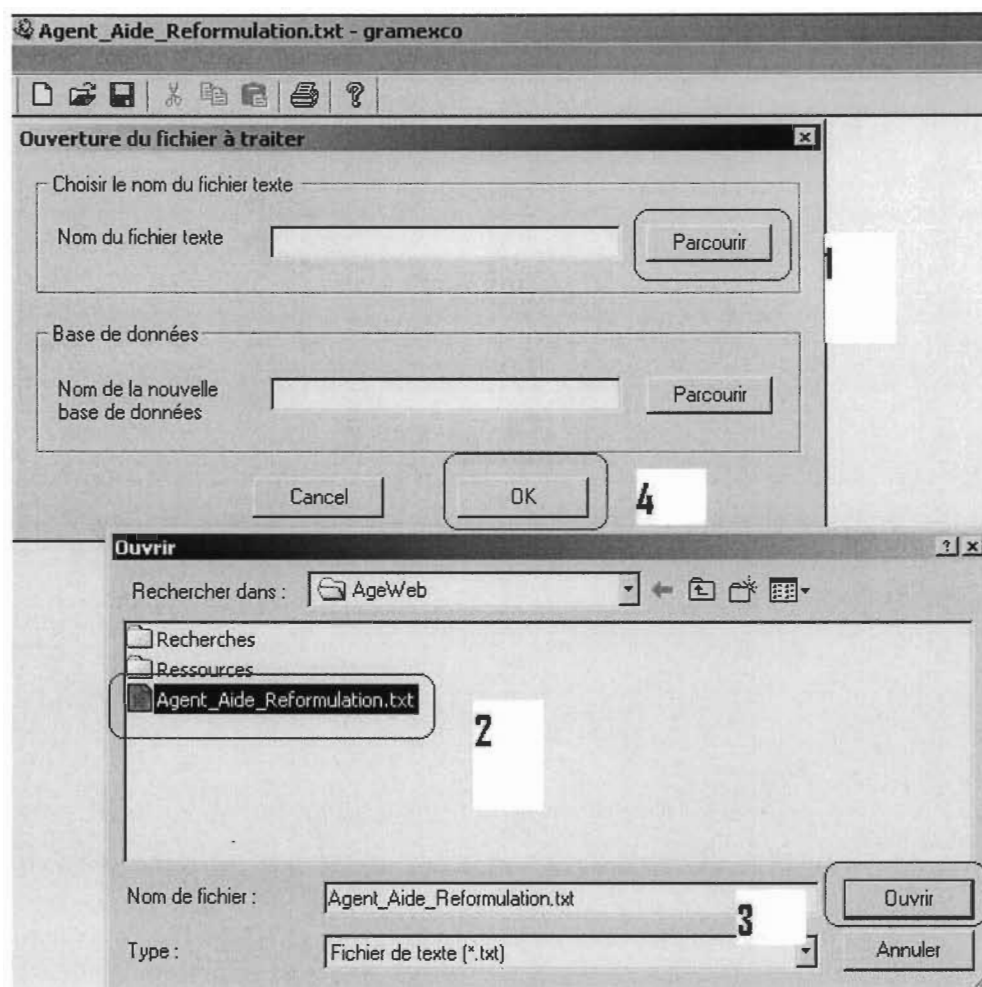 Agent_Aide_Reformulation.txt - gramexco
Ouverture du fichier à traiter
Choisir le nom du fichier texte
Nom du fichier texte
Parcourir
1
Base de données
Nom de la nouvelle
base de données
Parcourir
Cancel
OK
4
Ouvrir
Rechercher dans :
AgeWeb
Recherches
Ressources
Agent_Aide_Reformulation.txt
2
Nom de fichier :
Agent_Aide_Reformulation.txt
3
Ouvrir
Type :
Fichier de texte (*.txt)
Annuler